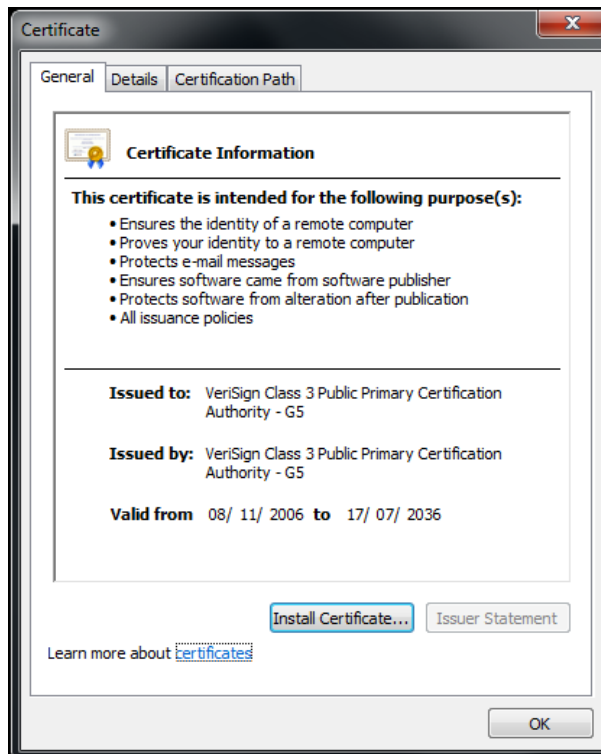 Certificate
General Details Certification Path
Certificate Information
This certificate is intended for the following purpose(s):
• Ensures the identity of a remote computer
• Proves your identity to a remote computer
• Protects e-mail messages
• Ensures software came from software publisher
• Protects software from alteration after publication
• All issuance policies
Issued to: VeriSign Class 3 Public Primary Certification
Authority - G5
Issued by: VeriSign Class 3 Public Primary Certification
Authority - G5
Valid from 08/ 11/ 2006 to 17/ 07/ 2036
Install Certificate... Issuer Statement
Learn more about certificates
OK